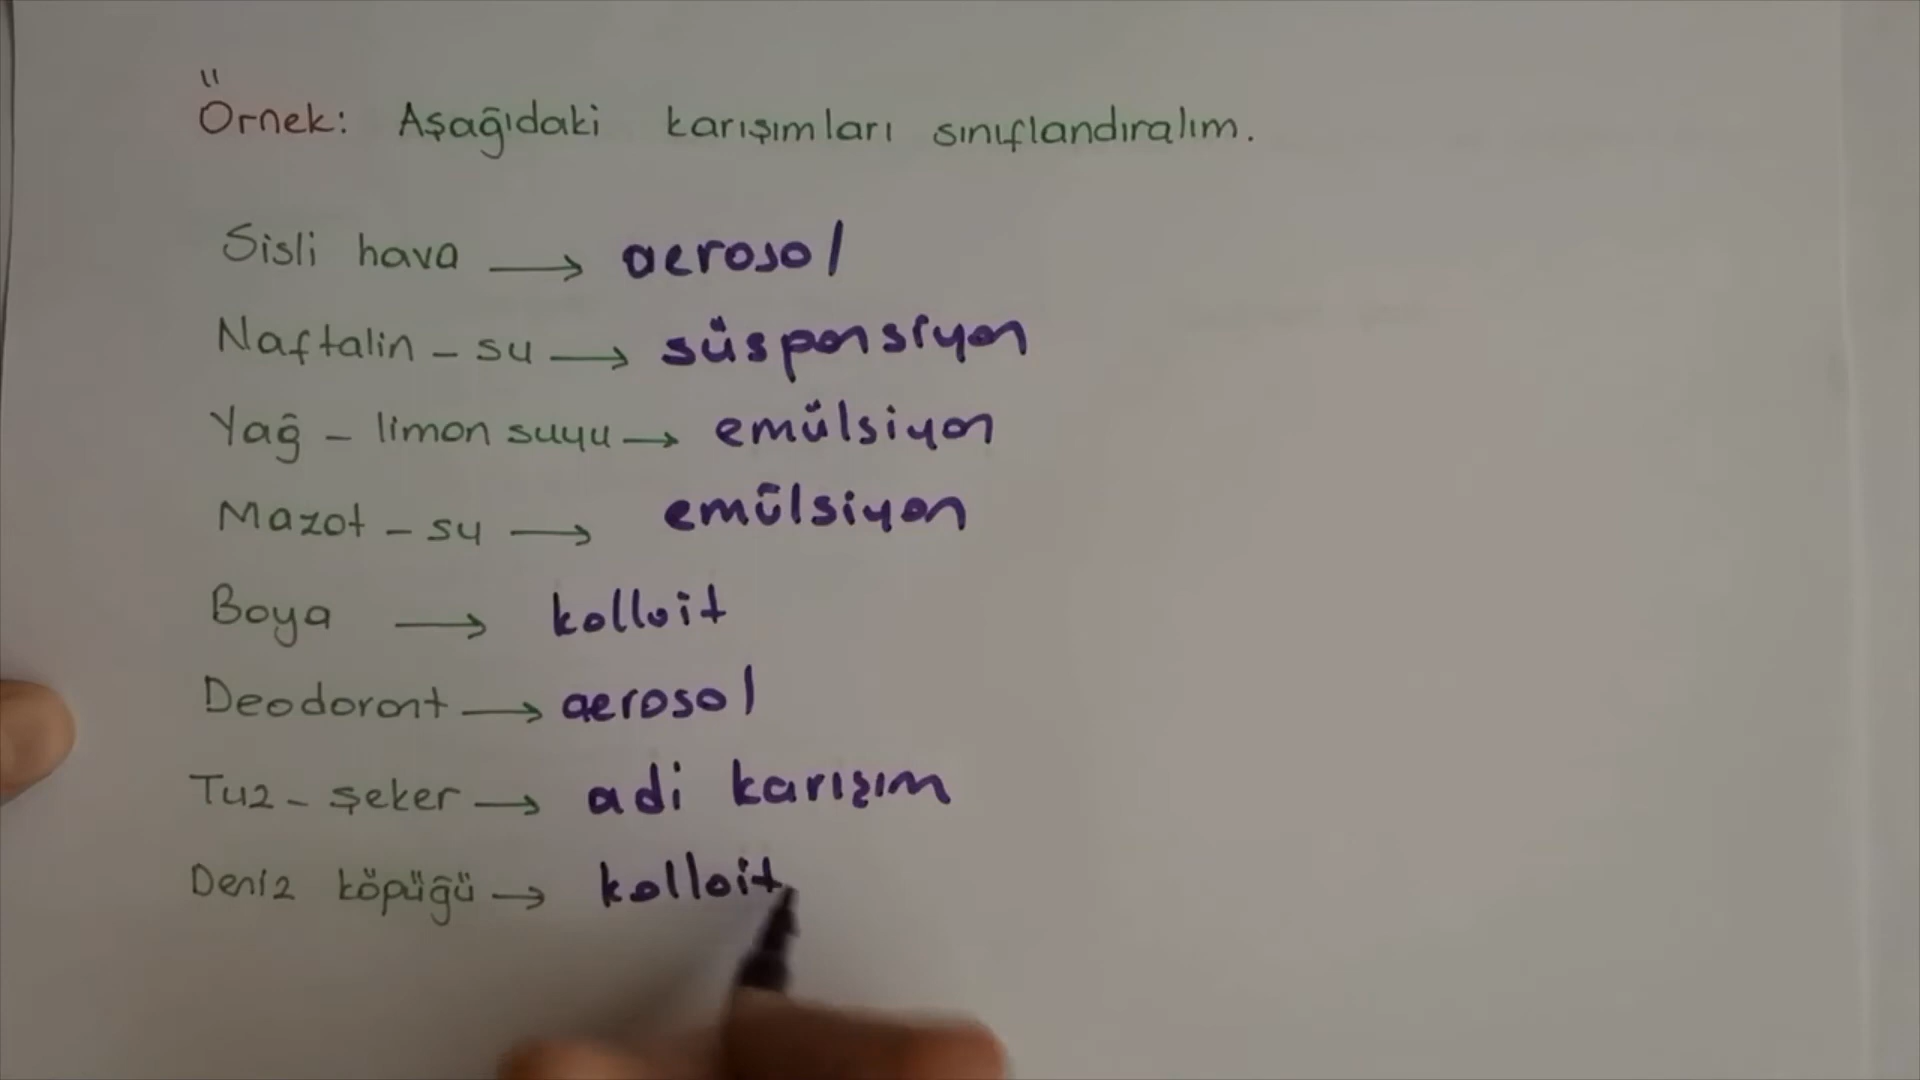 Örnek: Aşağıdaki karışımları sınıflandıralım.
Sisli hava → aerosol
Naftalin - su → süspansiyon
Yağ - limon suyu → emülsiyon
Mazot - su → emülsiyon
Boya → kolloit
Deodorant → aerosol
Tuz - şeker → adi karışım
Deniz köpüğü → kolloit